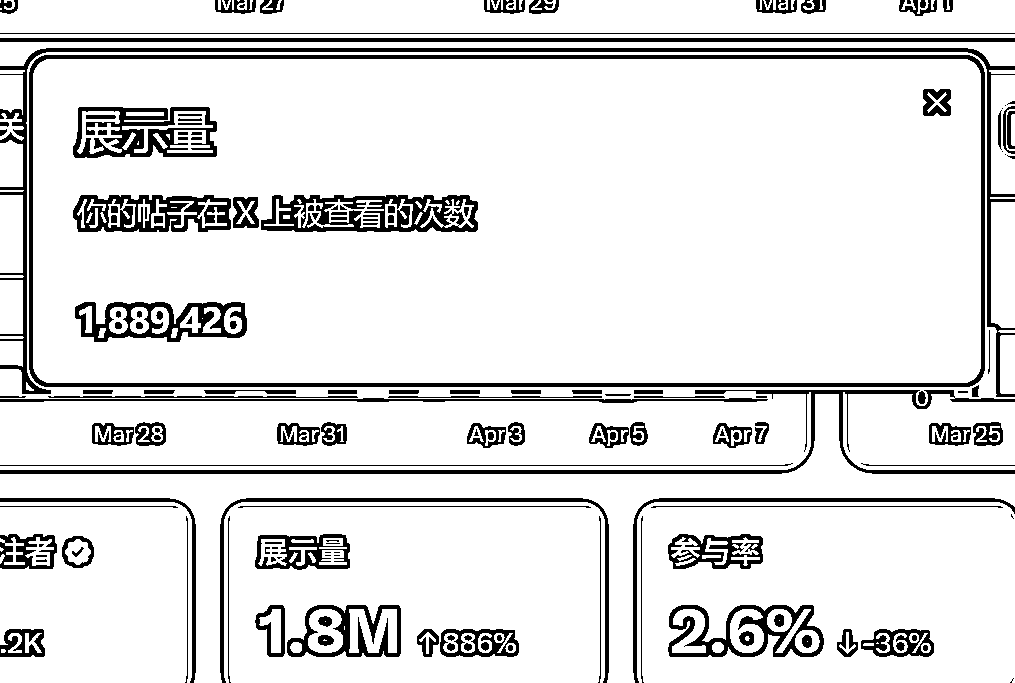 Mar 27 Mar 29 Mar 31 Apr 1
关
展示量
你的帖子在 X 上被查看的次数
1,889,426
0
Mar 28 Mar 31 Apr 3 Apr 5 Apr 7 Mar 25
注者 展示量 参与率
.2K 1.8M ↑886% 2.6% ↓-36%